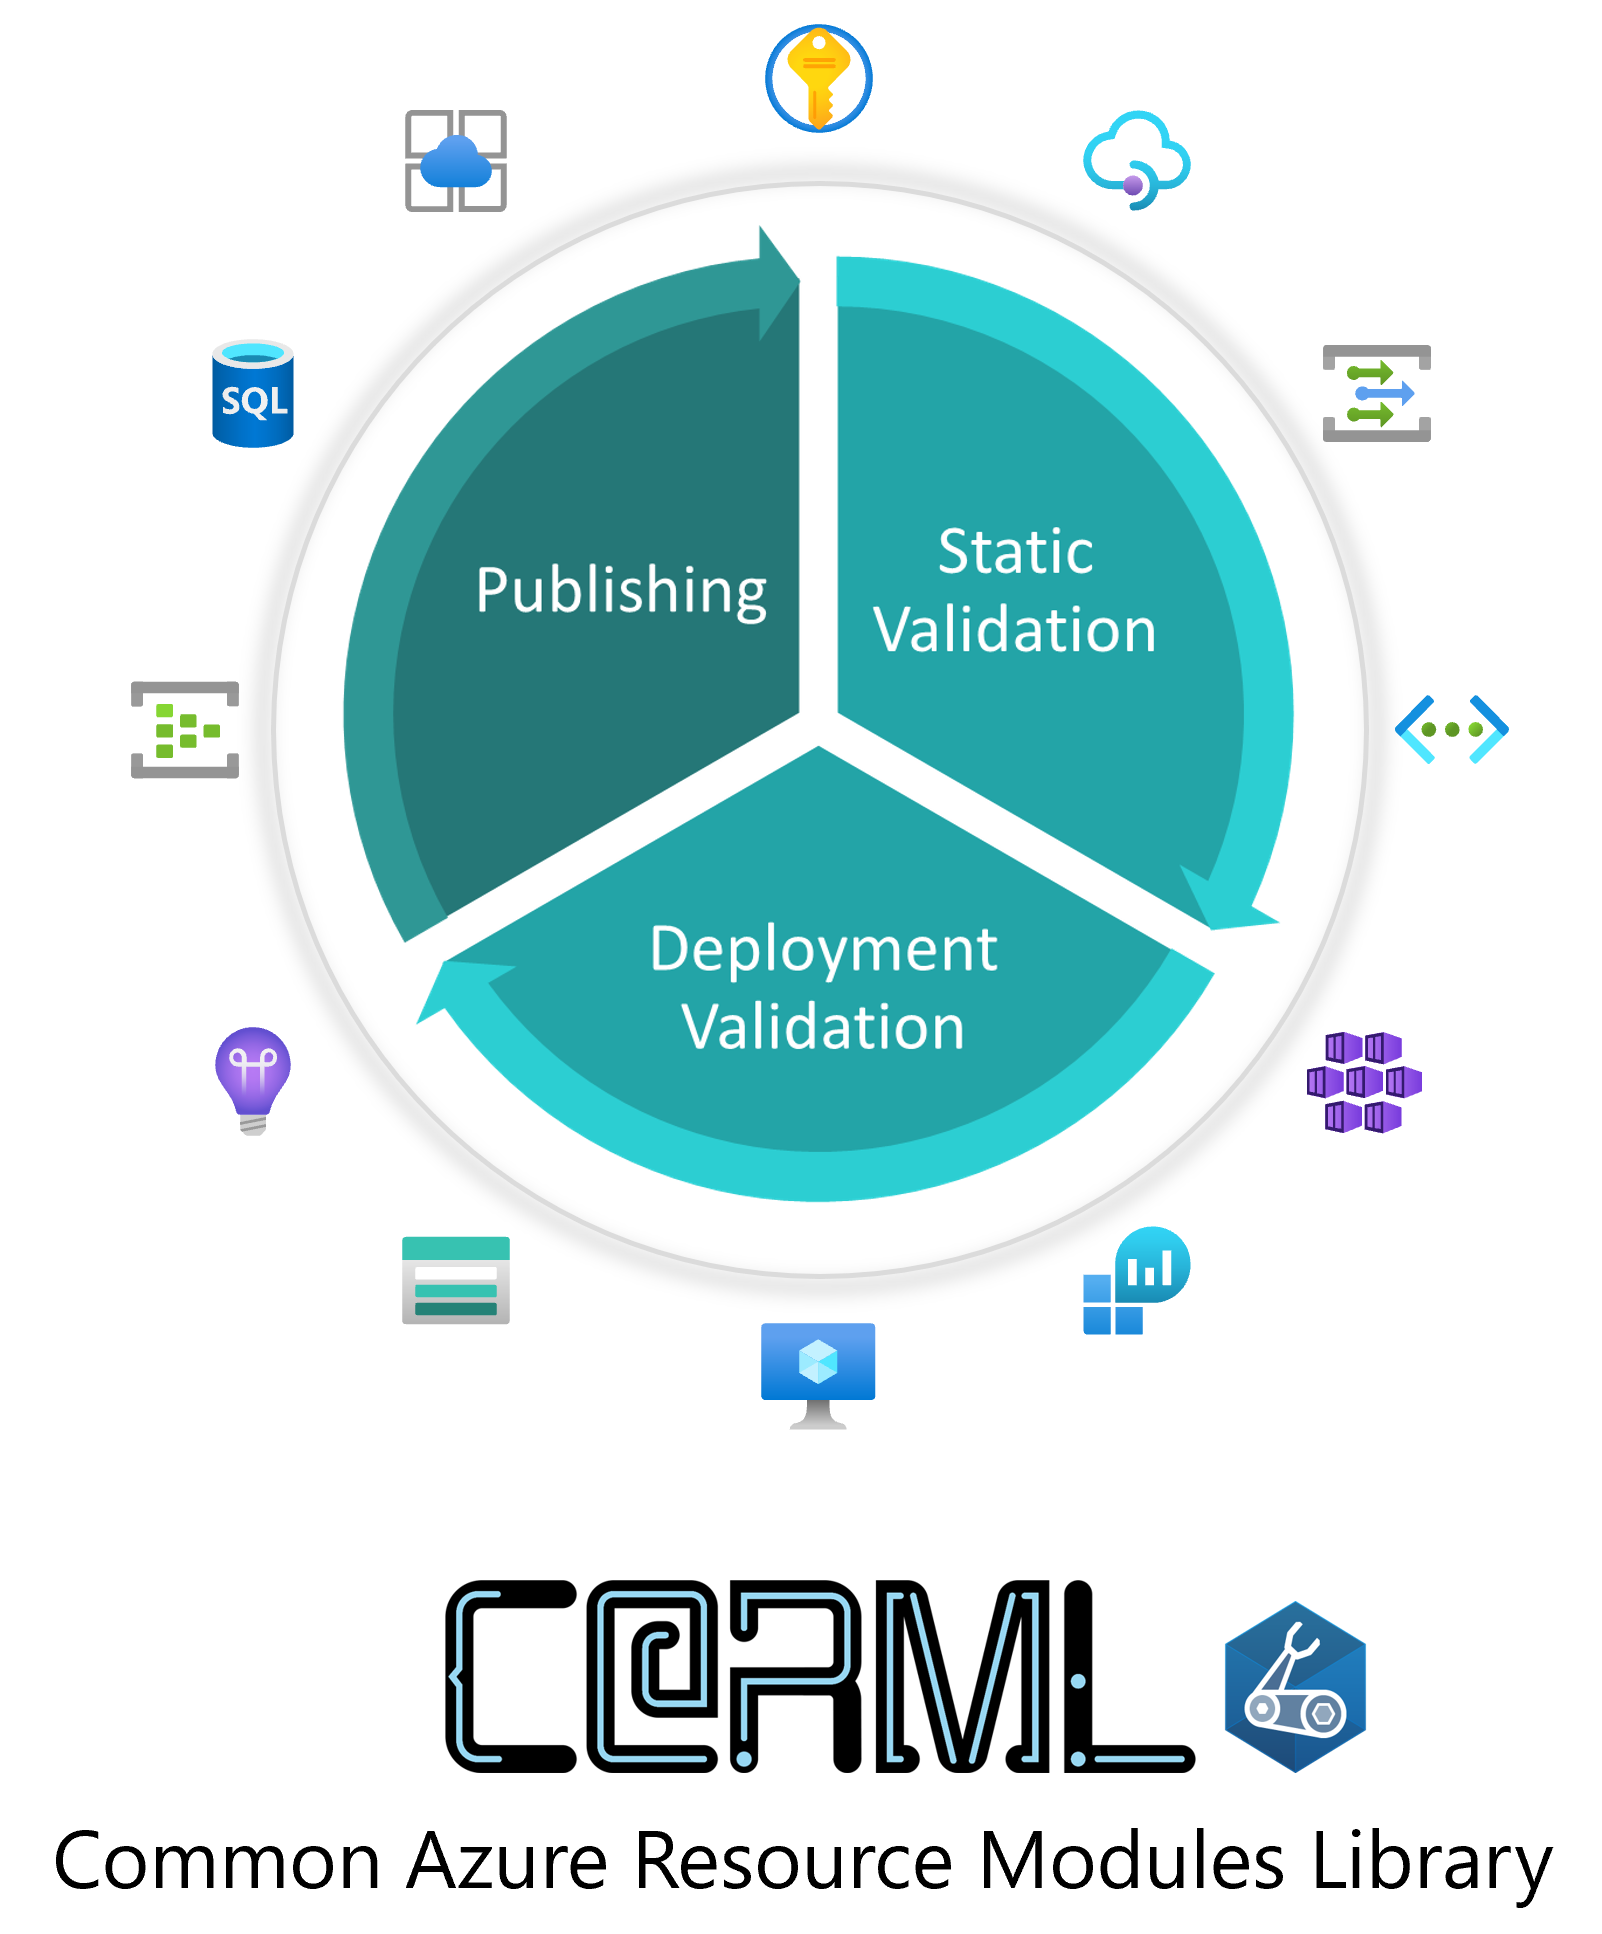 SQL
Publishing
Static
Validation
Deployment
Validation
C@RML
Common Azure Resource Modules Library